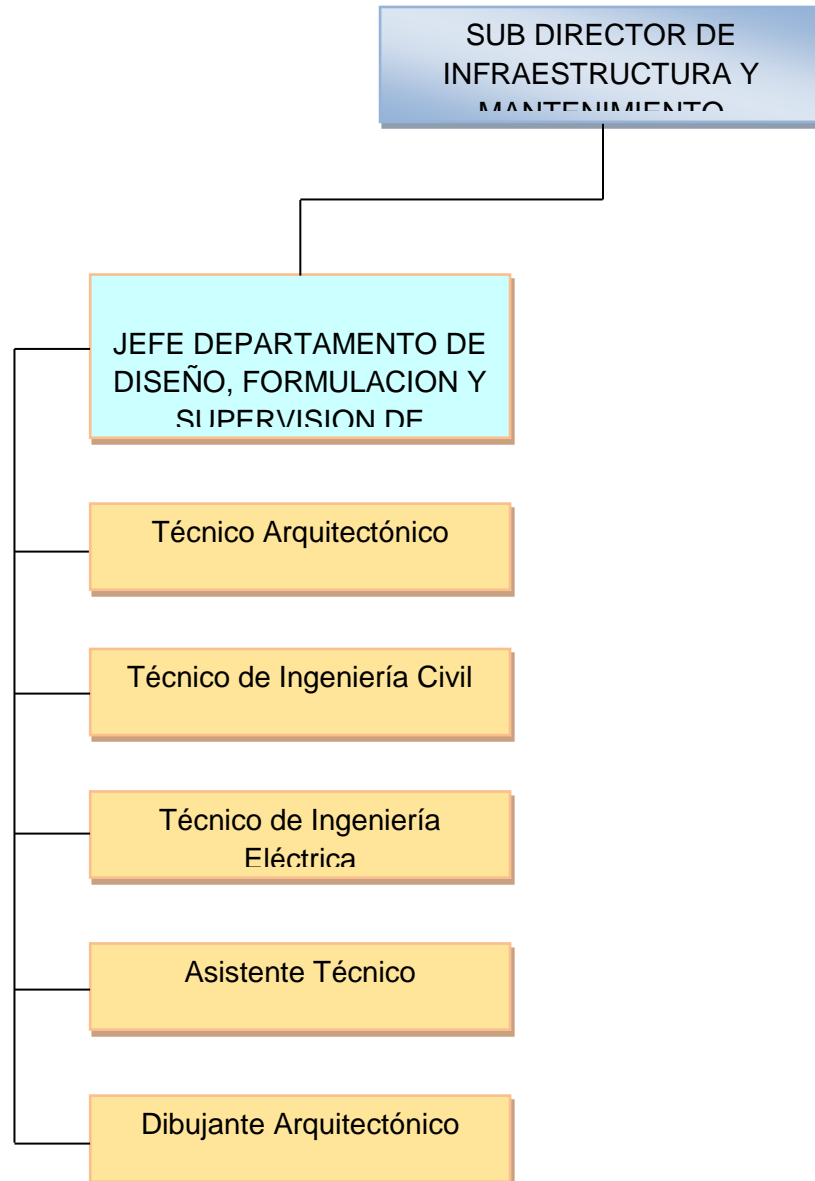 SUB DIRECTOR DE
INFRAESTRUCTURA Y
MANTENIMIENTO
JEFE DEPARTAMENTO DE
DISEÑO, FORMULACION Y
SUPERVISION DE
Técnico Arquitectónico
Técnico de Ingeniería Civil
Técnico de Ingeniería
Eléctrica
Asistente Técnico
Dibujante Arquitectónico